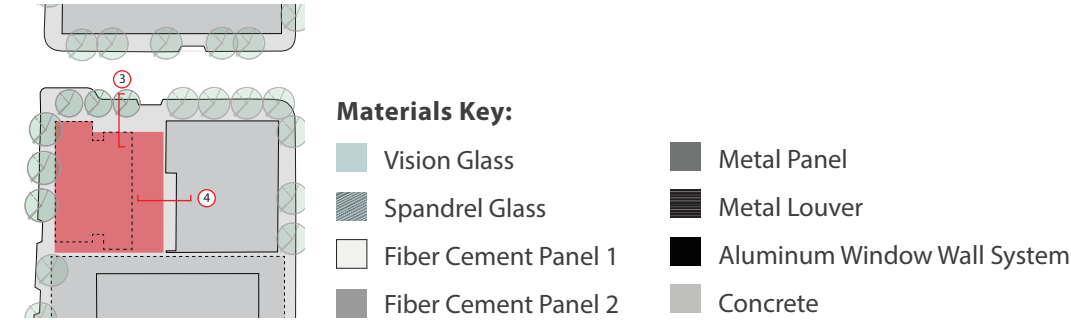 3
4
Materials Key:
Vision Glass
Spandrel Glass
Fiber Cement Panel 1
Fiber Cement Panel 2
Metal Panel
Metal Louver
Aluminum Window Wall System
Concrete